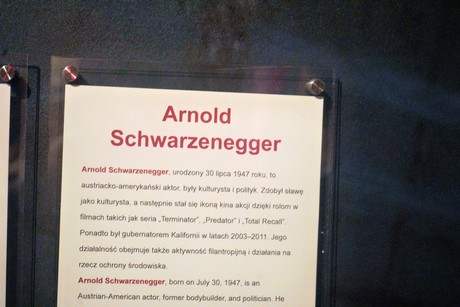 Arnold
Schwarzenegger
Arnold Schwarzenegger, urodzony 30 lipca 1947 roku, to
austriacko-amerykański aktor, były kulturysta i polityk. Zdobył sławę
jako kulturysta, a następnie stał się ikoną kina akcji dzięki rolom w
filmach takich jak seria „Terminator”, „Predator” i „Total Recall”.
Ponadto był gubernatorem Kalifornii w latach 2003–2011. Jego
działalność obejmuje także aktywność filantropijną i działania na
rzecz ochrony środowiska.
Arnold Schwarzenegger, born on July 30, 1947, is an
Austrian-American actor, former bodybuilder, and politician. He